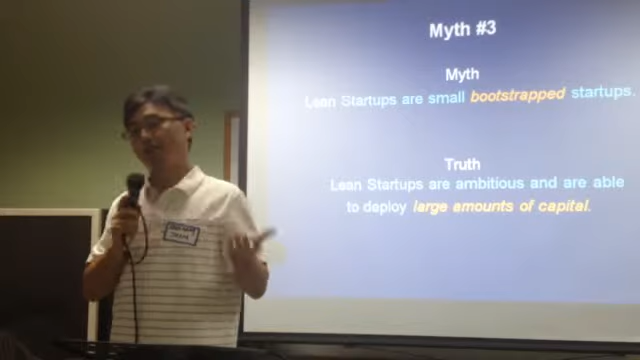 Myth #3
Myth
Lean Startups are small bootstrapped startups.
Truth
Lean Startups are ambitious and are able
to deploy large amounts of capital.